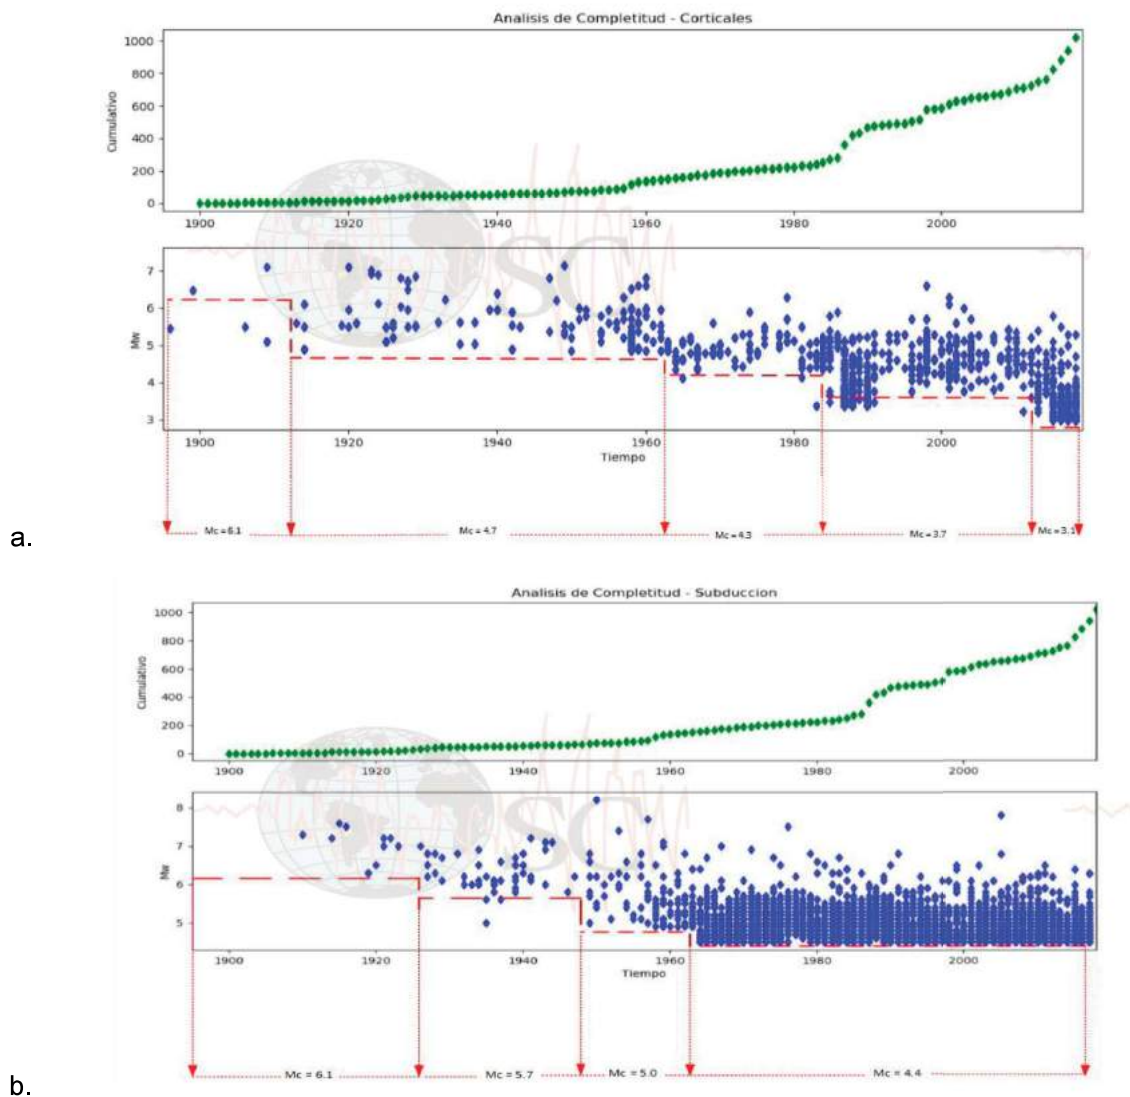 Analisis de Completitud - Corticales
1000
800
600
400
200
0
Cumulativo
1900 1920 1940 1960 1980 2000
SC
7
6
5
4
3
Mw
1900 1920 1940 1960 1980 2000
Tiempo
a.
Mc = 6.1 Mc = 4.7 Mc = 4.3 Mc = 3.7 Mc = 3.1
Analisis de Completitud - Subduccion
1000
800
600
400
200
0
Cumulativo
1900 1920 1940 1960 1980 2000
SC
8
7
6
5
Mw
1900 1920 1940 1960 1980 2000
Tiempo
b.
Mc = 6.1 Mc = 5.7 Mc = 5.0 Mc = 4.4